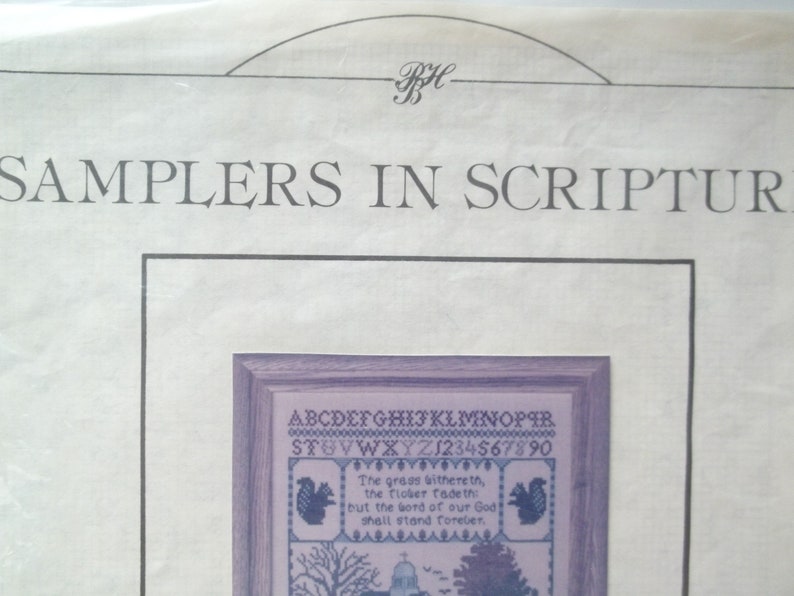 PBH
SAMPLERS IN SCRIPTUR
ABCDEFGHIJKLMNOPQR
STUVWXYZ1234567890
The grass withereth,
the flower fadeth:
but the word of our God
shall stand forever.